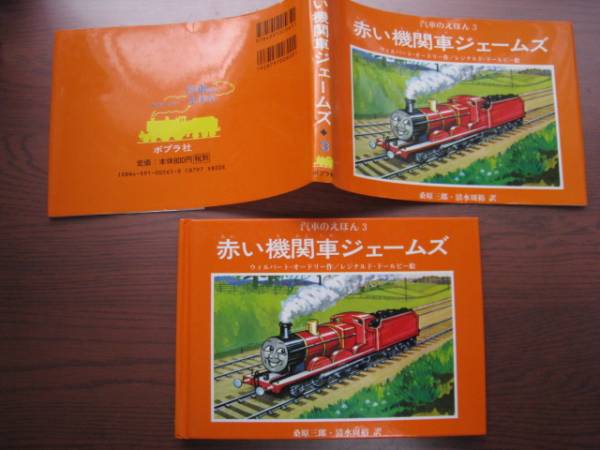 汽車のえほん 3
赤い機関車ジェームズ
ウィルバート・オードリー作/レジナルド・ドールビー絵
桑原三郎・清水周裕 訳
赤い機関車ジェームズ
3
ポプラ社
ポプラ社
定価:本体800円 税別
汽車のえほん 3
赤い機関車ジェームズ
ウィルバート・オードリー作/レジナルド・ドールビー絵
桑原三郎・清水周裕 訳